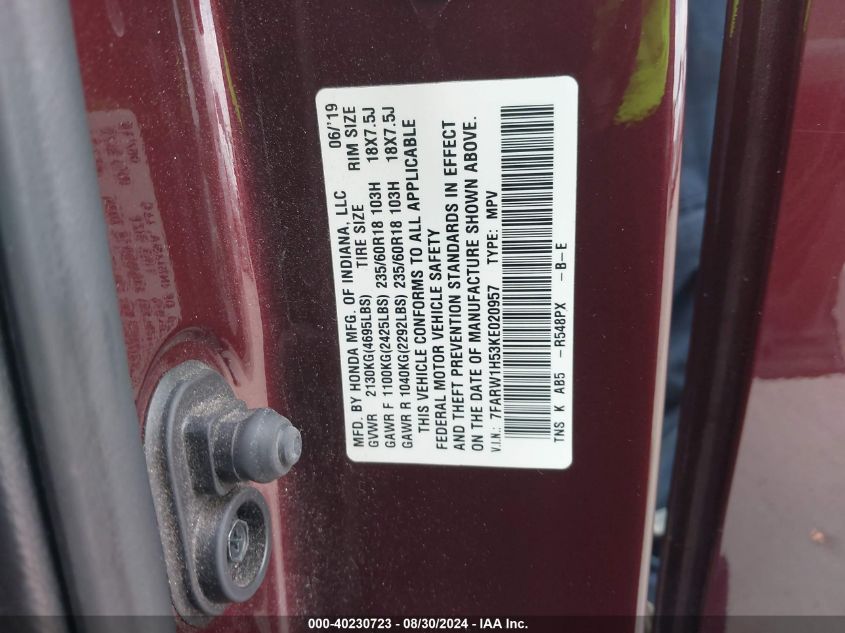 MFD. BY HONDA MFG. OF INDIANA, LLC 06/'19
GVWR 2130KG(4695LBS) TIRE SIZE RIM SIZE
GAWR F 1100KG(2425LBS) 235/60R18 103H 18X7.5J
GAWR R 1040KG(2292LBS) 235/60R18 103H 18X7.5J
THIS VEHICLE CONFORMS TO ALL APPLICABLE
FEDERAL MOTOR VEHICLE SAFETY
AND THEFT PREVENTION STANDARDS IN EFFECT
ON THE DATE OF MANUFACTURE SHOWN ABOVE.
V.I.N.: 7FARW1H53KE020957 TYPE: MPV
TNS K AB5 -R548PX -B-E
000-40230723 - 08/30/2024 - IAA Inc.